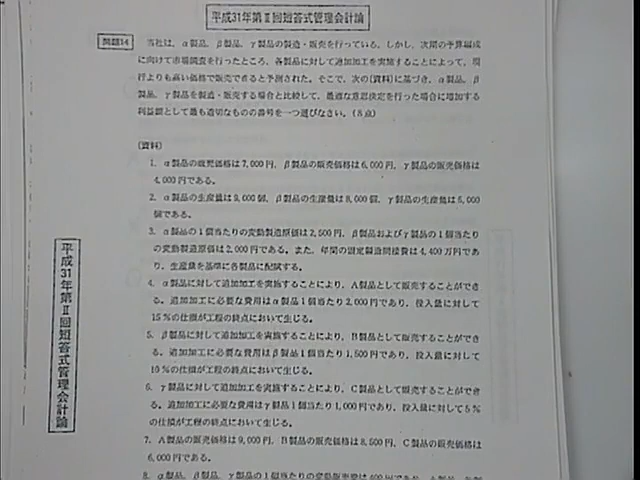 平成31年第Ⅱ回短答式管理会計論
問題14 当社は、α製品、β製品、γ製品の製造・販売を行っている。しかし、次期の予算編成
に向けて市場調査を行ったところ、各製品に対して追加加工を実施することによって、現
行よりも高い価格で販売できると予測された。そこで、次の〔資料〕に基づき、α製品、β
製品、γ製品を製造・販売する場合と比較して、最適な意思決定を行った場合に増加する
利益額として最も適切なものの番号を一つ選びなさい。(8点)
〔資料〕
1. α製品の販売価格は7,000円、β製品の販売価格は6,000円、γ製品の販売価格は
4,000円である。
2. α製品の生産量は9,000個、β製品の生産量は8,000個、γ製品の生産量は5,000
個である。
3. α製品の1個当たりの変動製造原価は2,500円、β製品およびγ製品の1個当たり
の変動製造原価は2,000円である。また、年間の固定製造間接費は4,400万円であ
り、生産量を基準に各製品に配賦する。
4. α製品に対して追加加工を実施することにより、A製品として販売することができ
る。追加加工に必要な費用はα製品1個当たり2,000円であり、投入量に対して
15%の仕損が工程の終点において生じる。
5. β製品に対して追加加工を実施することにより、B製品として販売することができ
る。追加加工に必要な費用はβ製品1個当たり1,500円であり、投入量に対して
10%の仕損が工程の終点において生じる。
6. γ製品に対して追加加工を実施することにより、C製品として販売することができ
る。追加加工に必要な費用はγ製品1個当たり1,000円であり、投入量に対して5%
の仕損が工程の終点において生じる。
7. A製品の販売価格は9,000円、B製品の販売価格は8,500円、C製品の販売価格は
6,000円である。
8. α製品、β製品、γ製品の1個当たりの変動販売費は400円であり、
平成31年第Ⅱ回短答式管理会計論